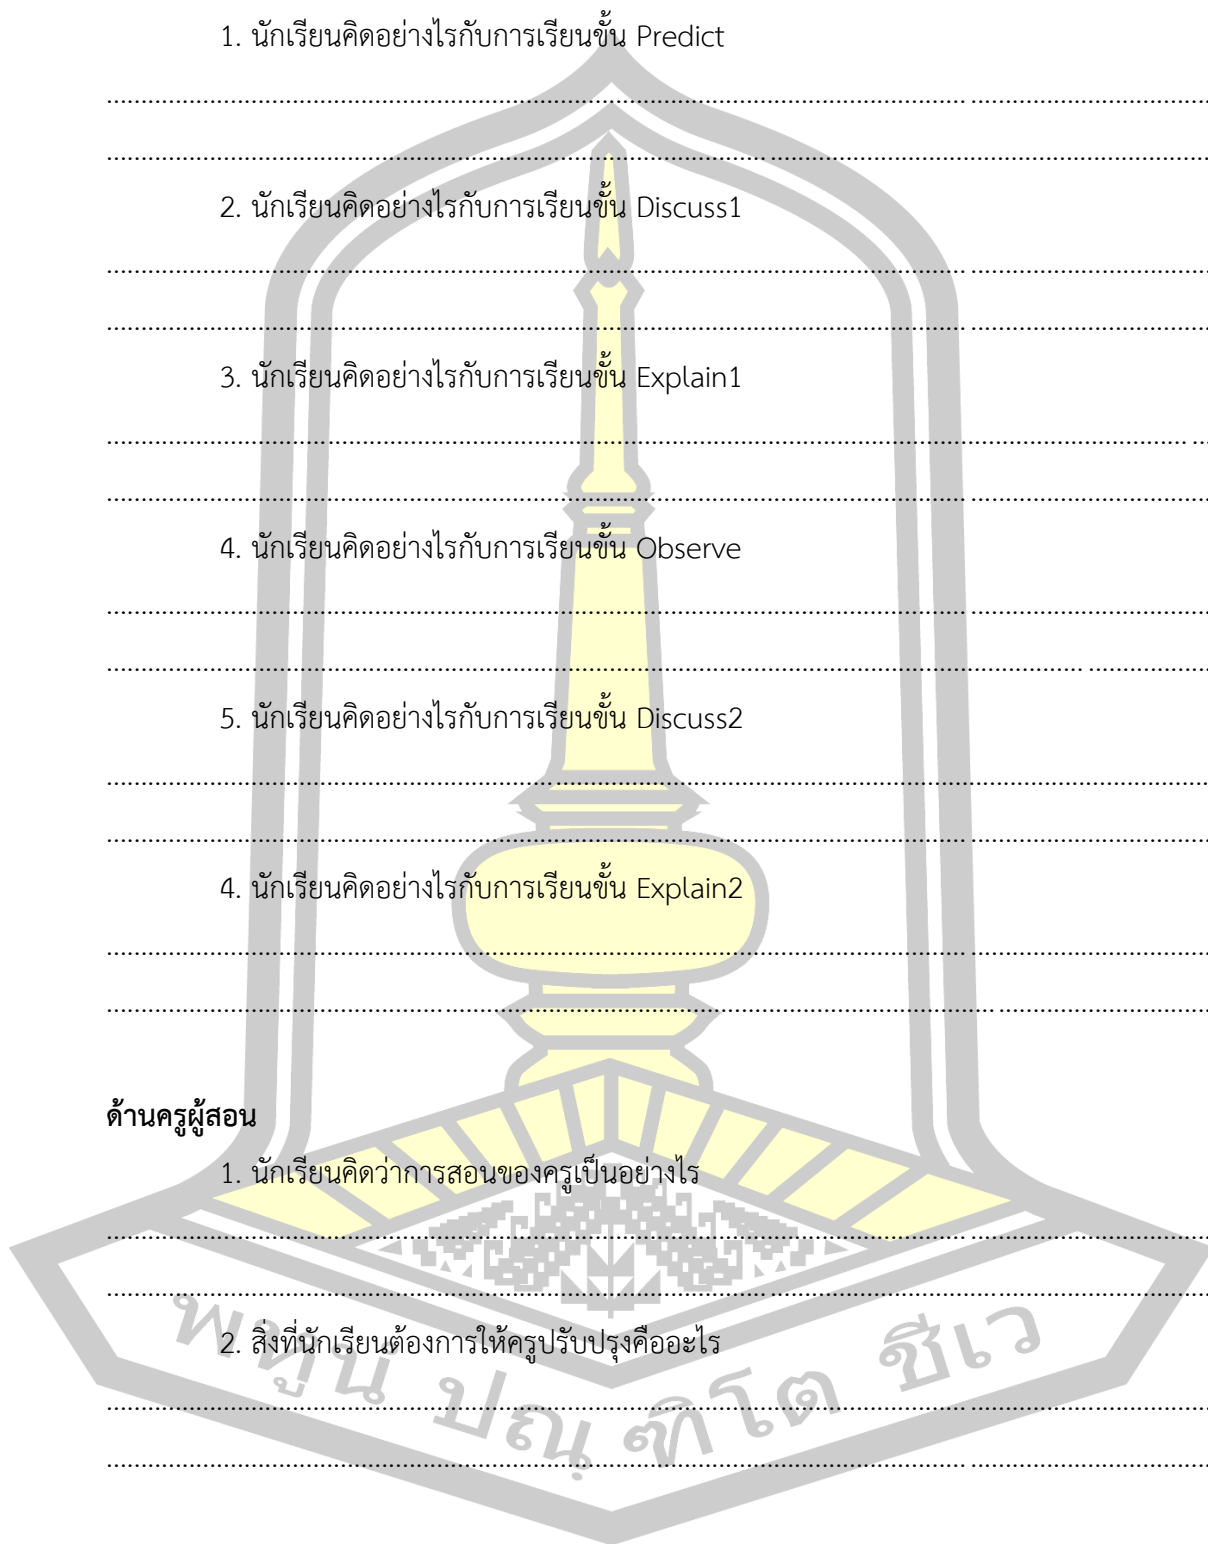 1. นักเรียนคิดอย่างไรกับการเรียนขั้น Predict
2. นักเรียนคิดอย่างไรกับการเรียนขั้น Discuss1
3. นักเรียนคิดอย่างไรกับการเรียนขั้น Explain1
4. นักเรียนคิดอย่างไรกับการเรียนขั้น Observe
5. นักเรียนคิดอย่างไรกับการเรียนขั้น Discuss2
4. นักเรียนคิดอย่างไรกับการเรียนขั้น Explain2
ด้านครูผู้สอน
1. นักเรียนคิดว่าการสอนของครูเป็นอย่างไร
2. สิ่งที่นักเรียนต้องการให้ครูปรับปรุงคืออะไร
พหูนํ ปณฺฑิโต ชีเว